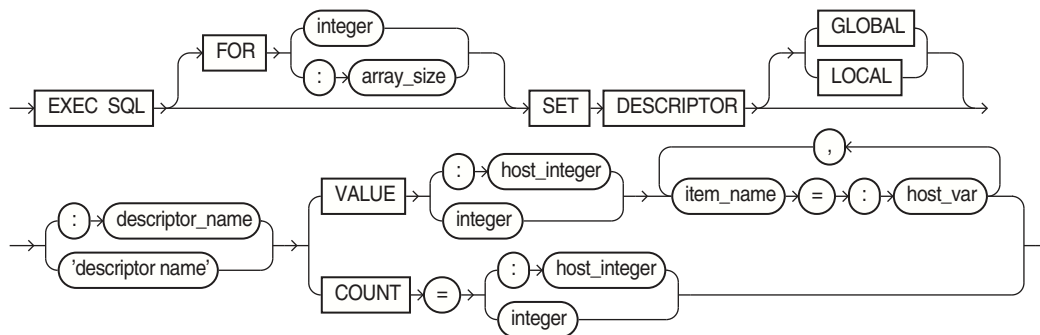 integer
GLOBAL
FOR
: array_size
LOCAL
EXEC SQL
SET DESCRIPTOR
,
: host_integer
VALUE
integer
item_name = : host_var
: descriptor_name
'descriptor name'
: host_integer
COUNT =
integer